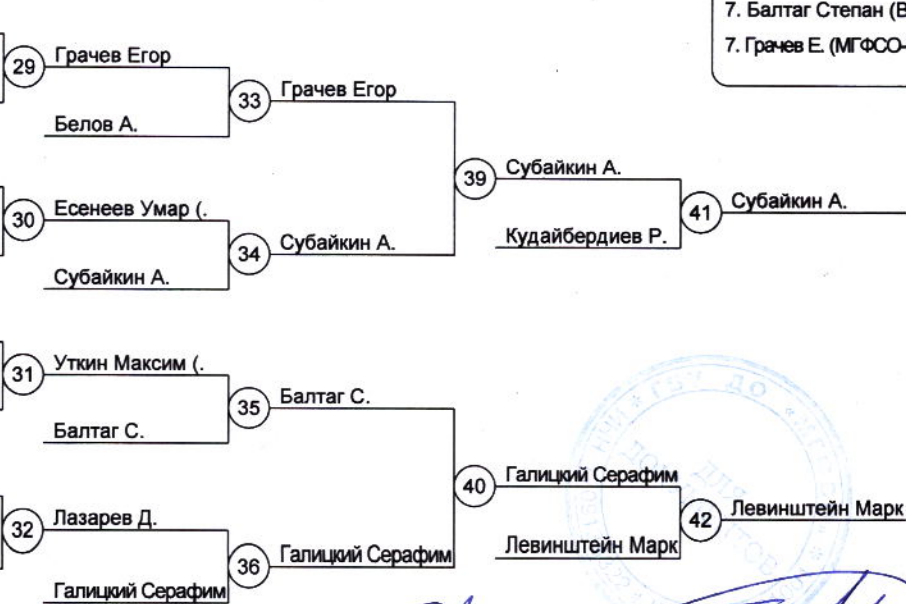 7. Балтаг Степан (В
7. Грачев Е. (МГФСО-
29 Грачев Егор
33 Грачев Егор
Белов А.
39 Субайкин А.
30 Есенеев Умар (.
41 Субайкин А.
34 Субайкин А.
Кудайбердиев Р.
Субайкин А.
31 Уткин Максим (.
35 Балтаг С.
Балтаг С.
40 Галицкий Серафим
32 Лазарев Д.
42 Левинштейн Марк
36 Галицкий Серафим
Левинштейн Марк
Галицкий Серафим
ДЛЯ